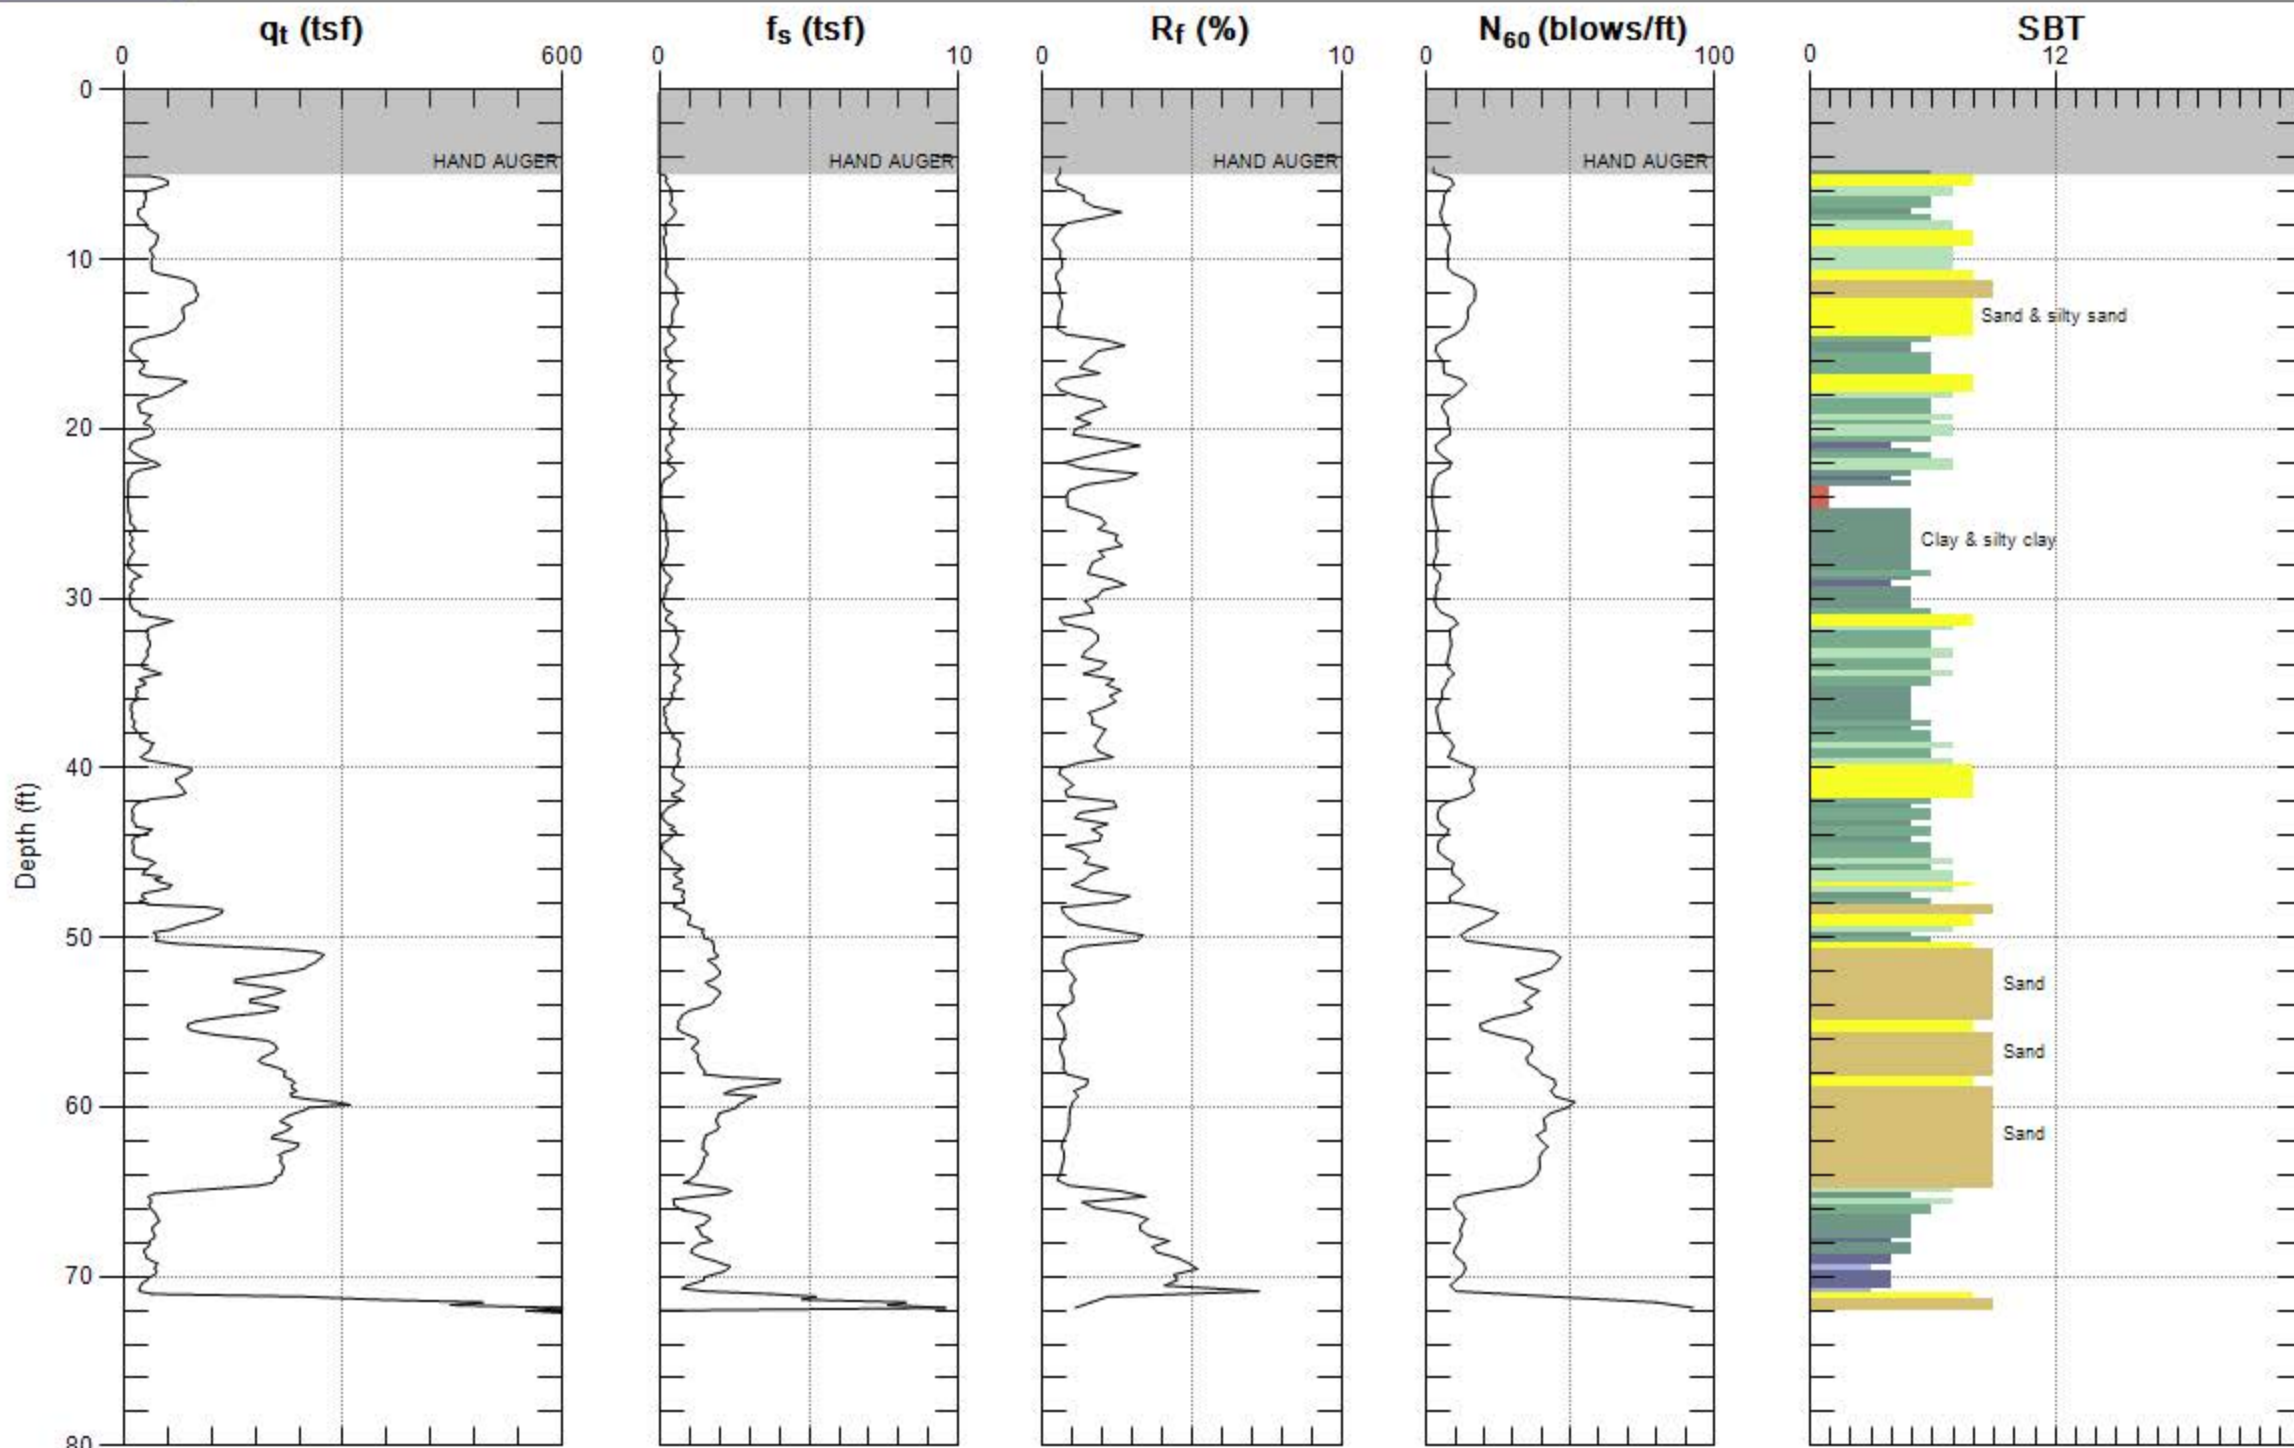 qt (tsf) fs (tsf) Rf (%) N60 (blows/ft) SBT
0 600 0 10 0 10 0 100 0 12
0
HAND AUGER HAND AUGER HAND AUGER HAND AUGER
10
Sand & silty sand
20
Clay & silty clay
30
40
Depth (ft)
50
Sand
Sand
60
Sand
70
80